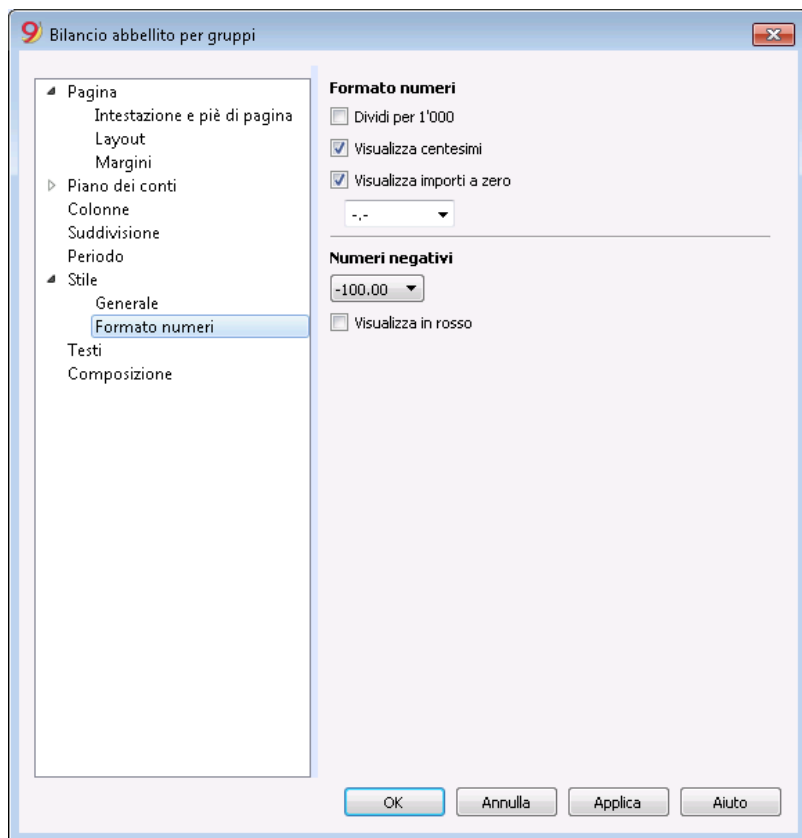 9 Bilancio abbellito per gruppi
Pagina
Intestazione e piè di pagina
Layout
Margini
Piano dei conti
Colonne
Suddivisione
Periodo
Stile
Generale
Formato numeri
Testi
Composizione
Formato numeri
Dividi per 1'000
Visualizza centesimi
Visualizza importi a zero
-.-
Numeri negativi
-100.00
Visualizza in rosso
OK Annulla Applica Aiuto